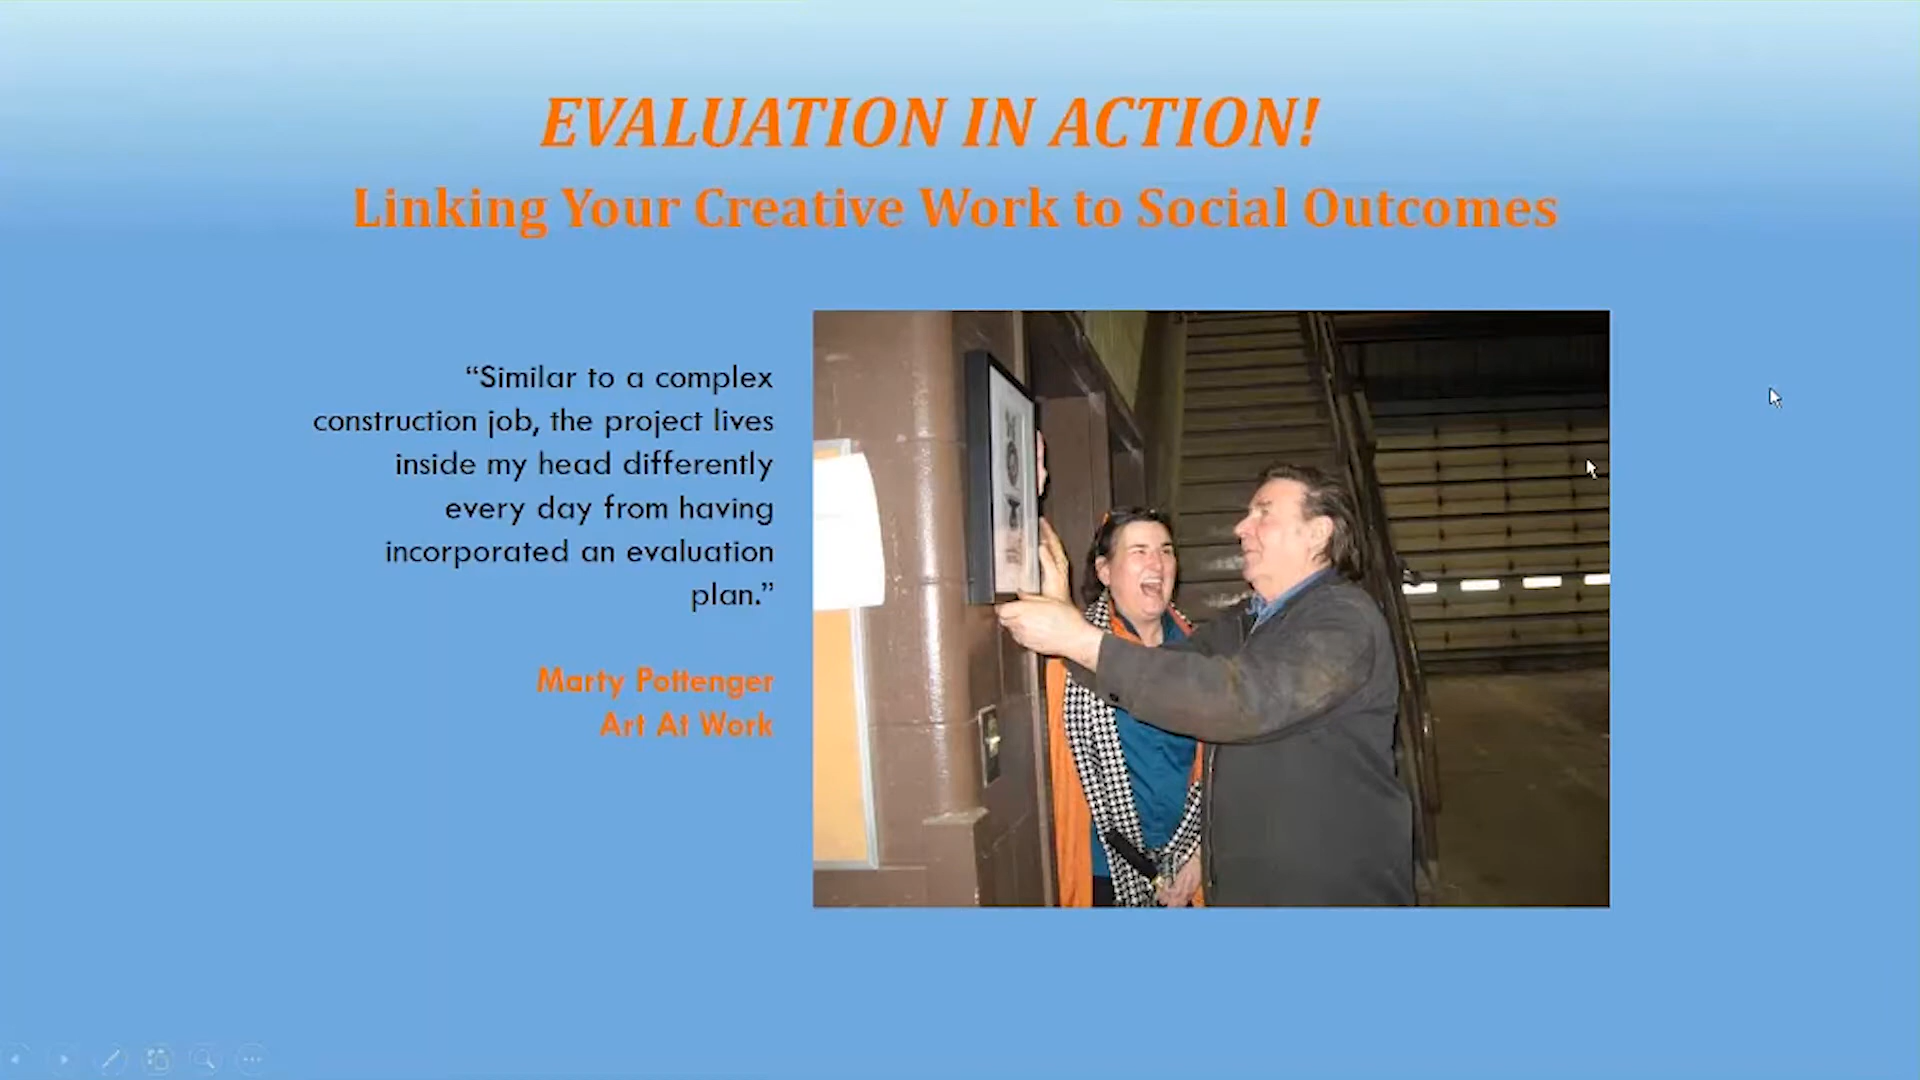 EVALUATION IN ACTION!
Linking Your Creative Work to Social Outcomes
“Similar to a complex
construction job, the project lives
inside my head differently
every day from having
incorporated an evaluation
plan.”
Marty Pottenger
Art At Work